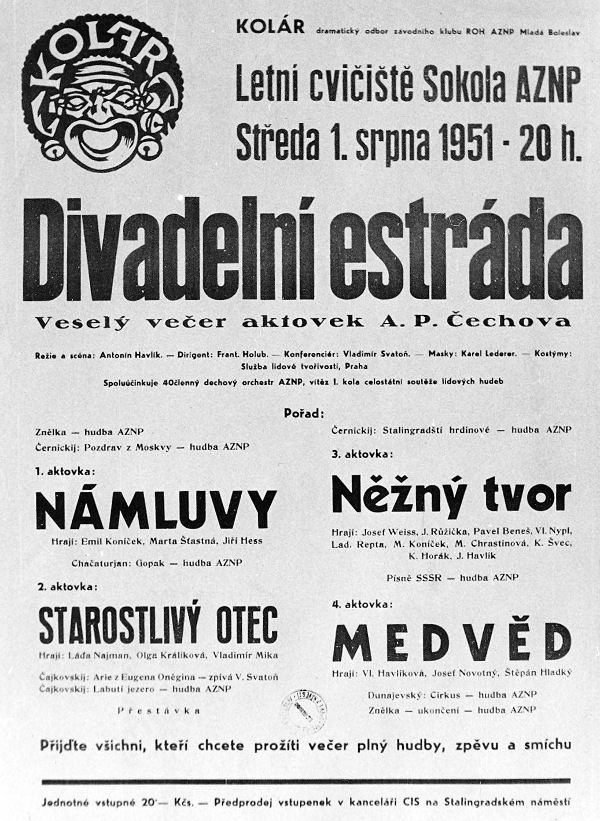 KOLÁR
KOLÁR dramatický odbor závodního klubu ROH AZNP Mladá Boleslav
Letní cvičiště Sokola AZNP
Středa 1. srpna 1951 - 20 h.
Divadelní estráda
Veselý večer aktovek A. P. Čechova
Režie a scéna: Antonín Havlík. — Dirigent: Frant. Holub. — Konferenciér: Vladimír Svatoň. — Masky: Karel Lederer. — Kostýmy:
Služba lidové tvořivosti, Praha
Spoluúčinkuje 40členný dechový orchestr AZNP, vítěz I. kola celostátní soutěže lidových hudeb
Pořad:
Znělka — hudba AZNP
Černickij: Pozdrav z Moskvy — hudba AZNP
1. aktovka:
NÁMLUVY
Hrají: Emil Koníček, Marta Šťastná, Jiří Hess
Chačaturjan: Gopak — hudba AZNP
2. aktovka:
STAROSTLIVÝ OTEC
Hrají: Láďa Najman, Olga Králíková, Vladimír Mika
Čajkovskij: Arie z Eugena Oněgina — zpívá V. Svatoň
Čajkovskij: Labutí jezero — hudba AZNP
Přestávka
Černickij: Stalingradští hrdinové — hudba AZNP
3. aktovka:
Něžný tvor
Hrají: Josef Weiss, J. Růžička, Pavel Beneš, Vl. Nypl,
Lad. Repta, M. Koníček, M. Chrastinová, K. Švec,
K. Horák, J. Havlík
Písně SSSR — hudba AZNP
4. aktovka:
MEDVĚD
Hrají: Vl. Havlíková, Josef Novotný, Štěpán Hladký
Dunajevský: Cirkus — hudba AZNP
Znělka — ukončení — hudba AZNP
Přijďte všichni, kteří chcete prožíti večer plný hudby, zpěvu a smíchu
Jednotné vstupné 20·— Kčs. — Předprodej vstupenek v kanceláři CIS na Stalingradském náměstí